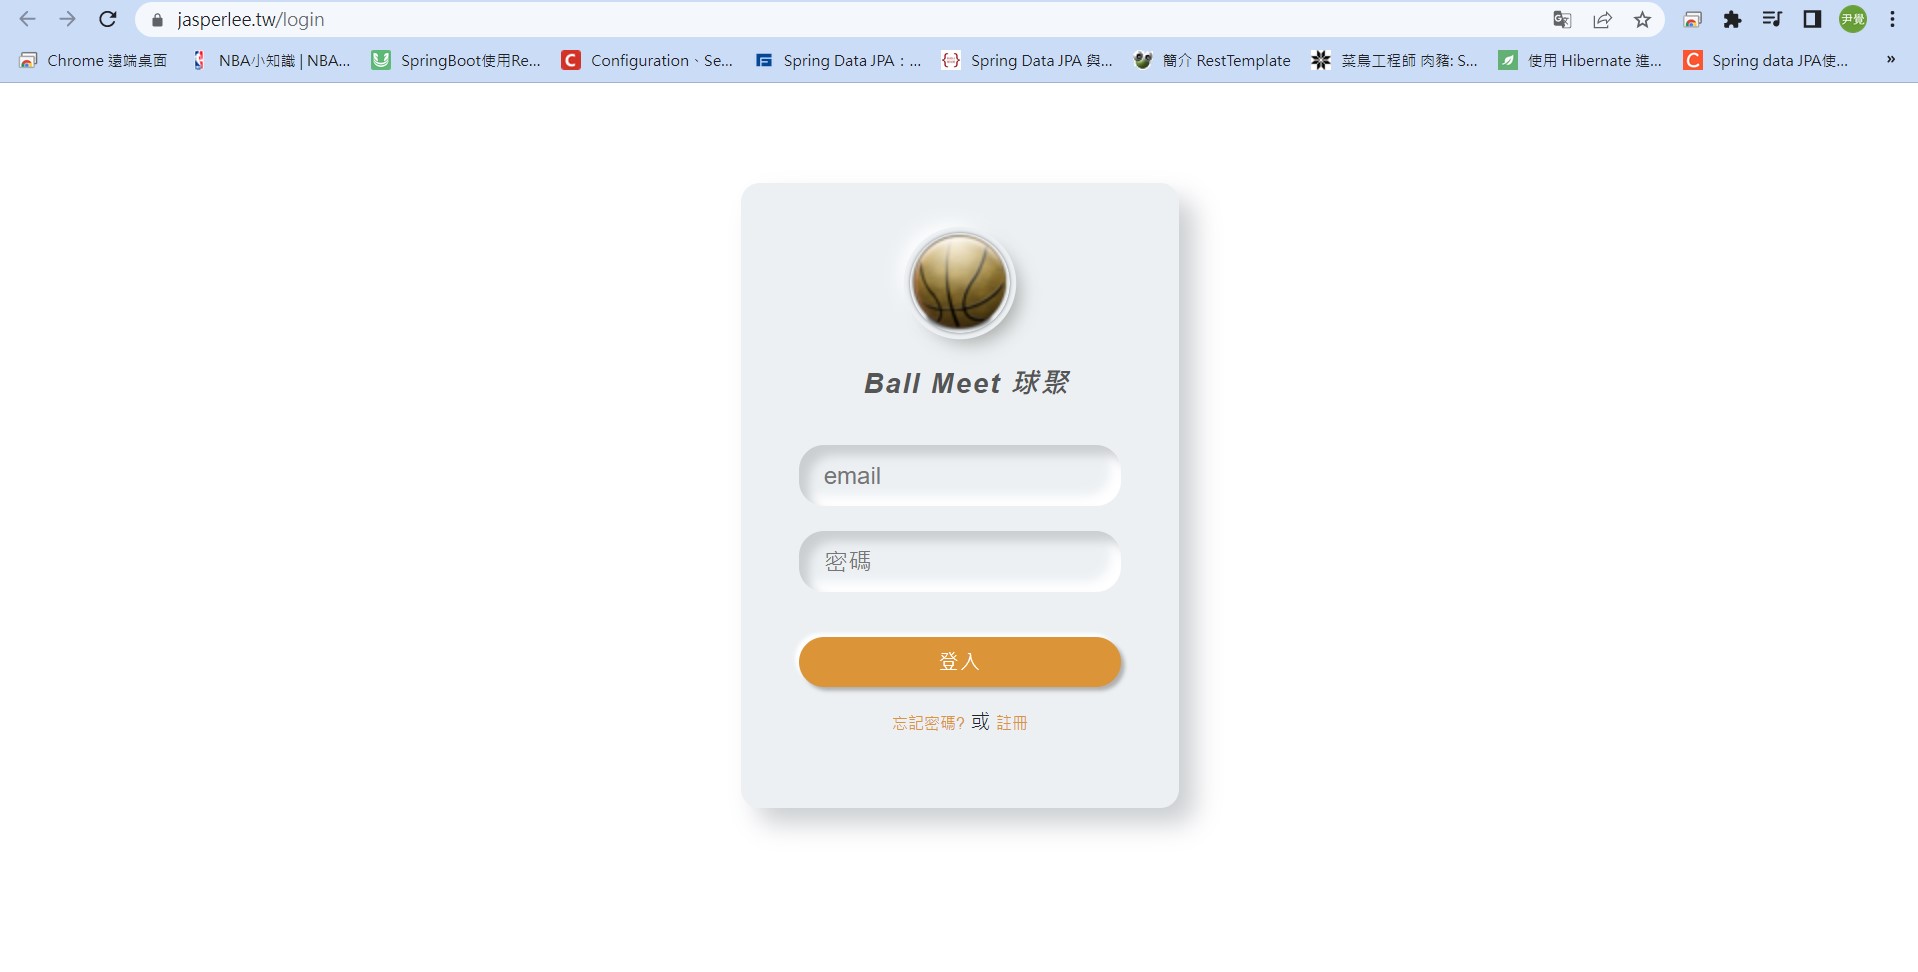 jasperlee.tw/login
尹覺
Chrome 遠端桌面 NBA小知識 | NBA... SpringBoot使用Re... Configuration、Se... Spring Data JPA：... Spring Data JPA 與... 簡介 RestTemplate 菜鳥工程師 肉豬: S... 使用 Hibernate 進... Spring data JPA使... »
Ball Meet 球聚
email
密碼
登入
忘記密碼? 或 註冊